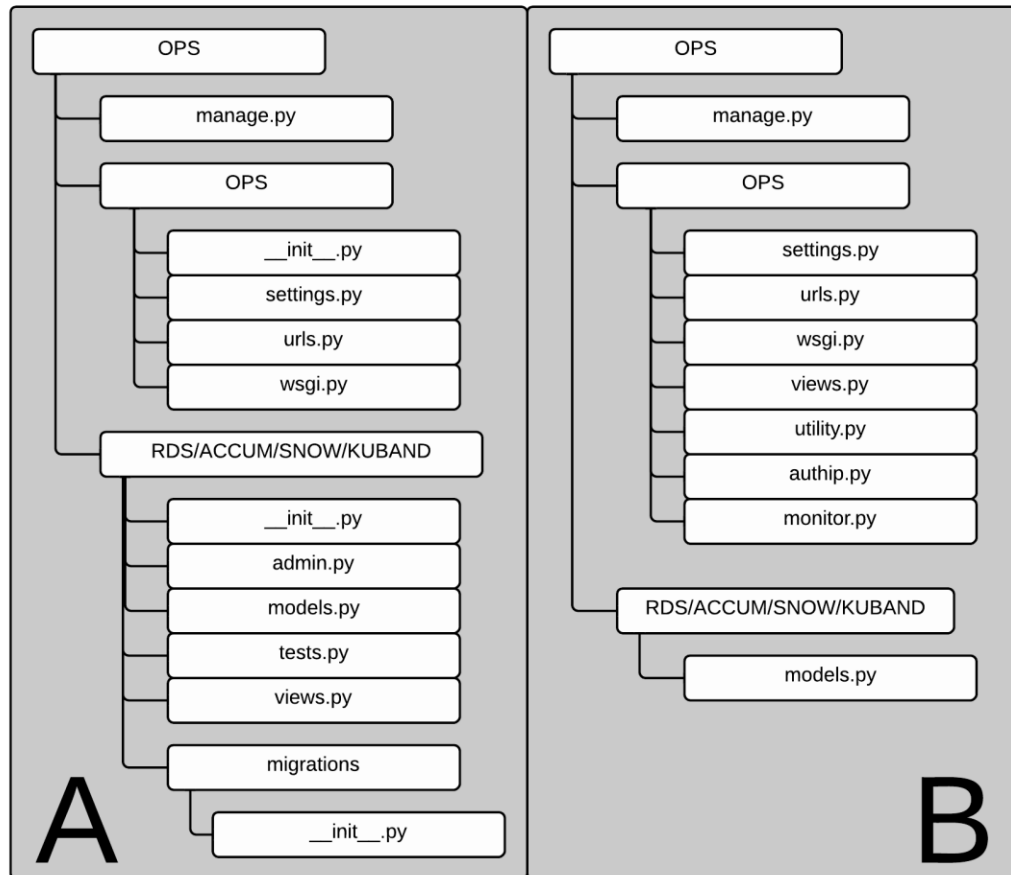 OPS
manage.py
OPS
__init__.py
settings.py
urls.py
wsgi.py
RDS/ACCUM/SNOW/KUBAND
__init__.py
admin.py
models.py
tests.py
views.py
migrations
__init__.py
A
OPS
manage.py
OPS
settings.py
urls.py
wsgi.py
views.py
utility.py
authip.py
monitor.py
RDS/ACCUM/SNOW/KUBAND
models.py
B